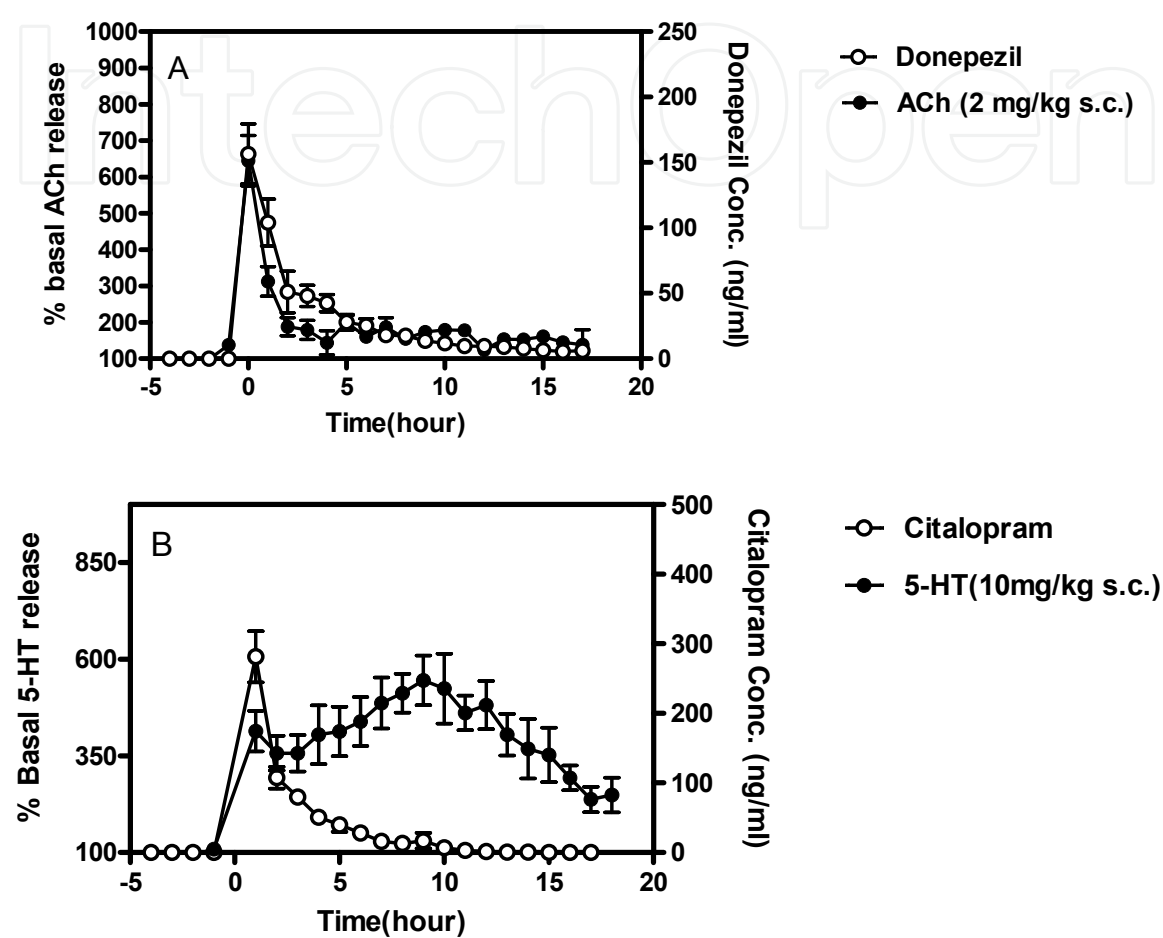 IntechOpen
A
% basal ACh release
1000
900
800
700
600
500
400
300
200
100
-5
0
5
10
15
20
Time(hour)
250
200
150
100
50
0
Donepezil Conc. (ng/ml)
Donepezil
ACh (2 mg/kg s.c.)
B
% Basal 5-HT release
850
600
350
100
-5
0
5
10
15
20
Time(hour)
500
400
300
200
100
0
Citalopram Conc. (ng/ml)
Citalopram
5-HT(10mg/kg s.c.)